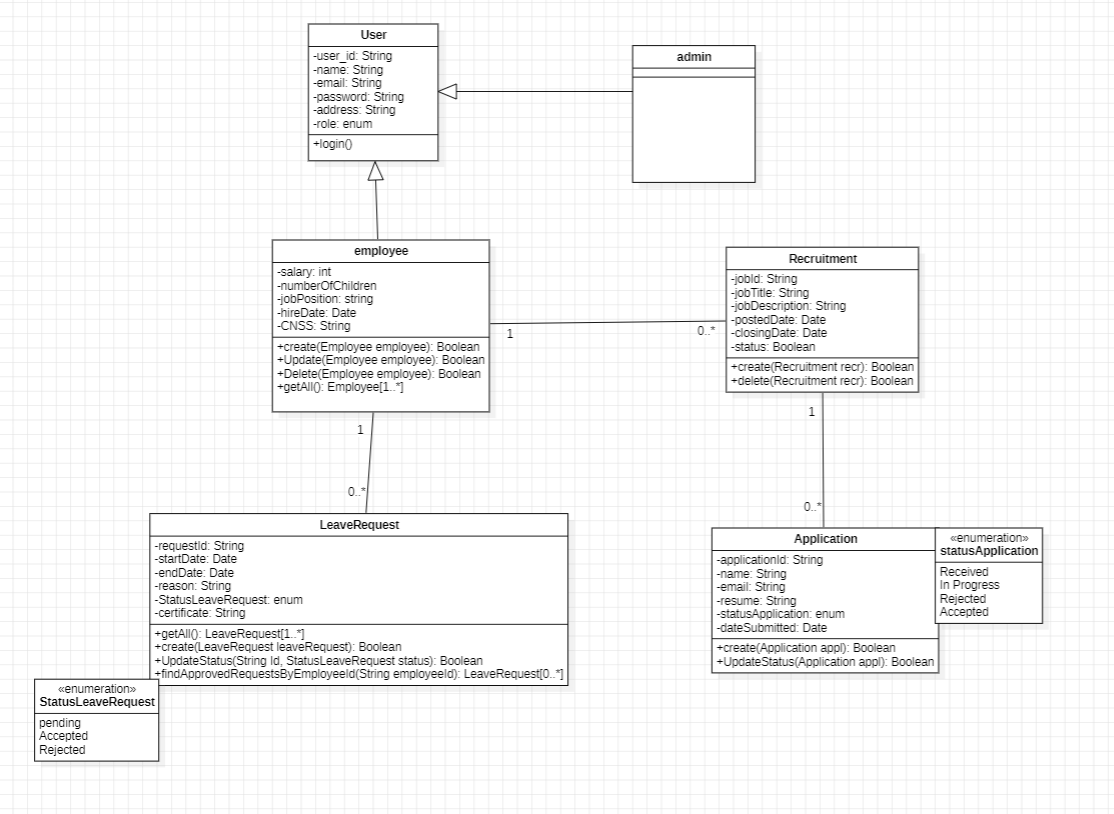 User
-user_id: String
-name: String
-email: String
-password: String
-address: String
-role: enum
+login()
admin
employee
-salary: int
-numberOfChildren
-jobPosition: string
-hireDate: Date
-CNSS: String
+create(Employee employee): Boolean
+Update(Employee employee): Boolean
+Delete(Employee employee): Boolean
+getAll(): Employee[1..*]
1
0..*
Recruitment
-jobId: String
-jobTitle: String
-jobDescription: String
-postedDate: Date
-closingDate: Date
-status: Boolean
+create(Recruitment recr): Boolean
+delete(Recruitment recr): Boolean
1
0..*
1
0..*
LeaveRequest
-requestId: String
-startDate: Date
-endDate: Date
-reason: String
-StatusLeaveRequest: enum
-certificate: String
+getAll(): LeaveRequest[1..*]
+create(LeaveRequest leaveRequest): Boolean
+UpdateStatus(String Id, StatusLeaveRequest status): Boolean
+findApprovedRequestsByEmployeeId(String employeeId): LeaveRequest[0..*]
«enumeration»
StatusLeaveRequest
pending
Accepted
Rejected
Application
-applicationId: String
-name: String
-email: String
-resume: String
-statusApplication: enum
-dateSubmitted: Date
+create(Application appl): Boolean
+UpdateStatus(Application appl): Boolean
«enumeration»
statusApplication
Received
In Progress
Rejected
Accepted